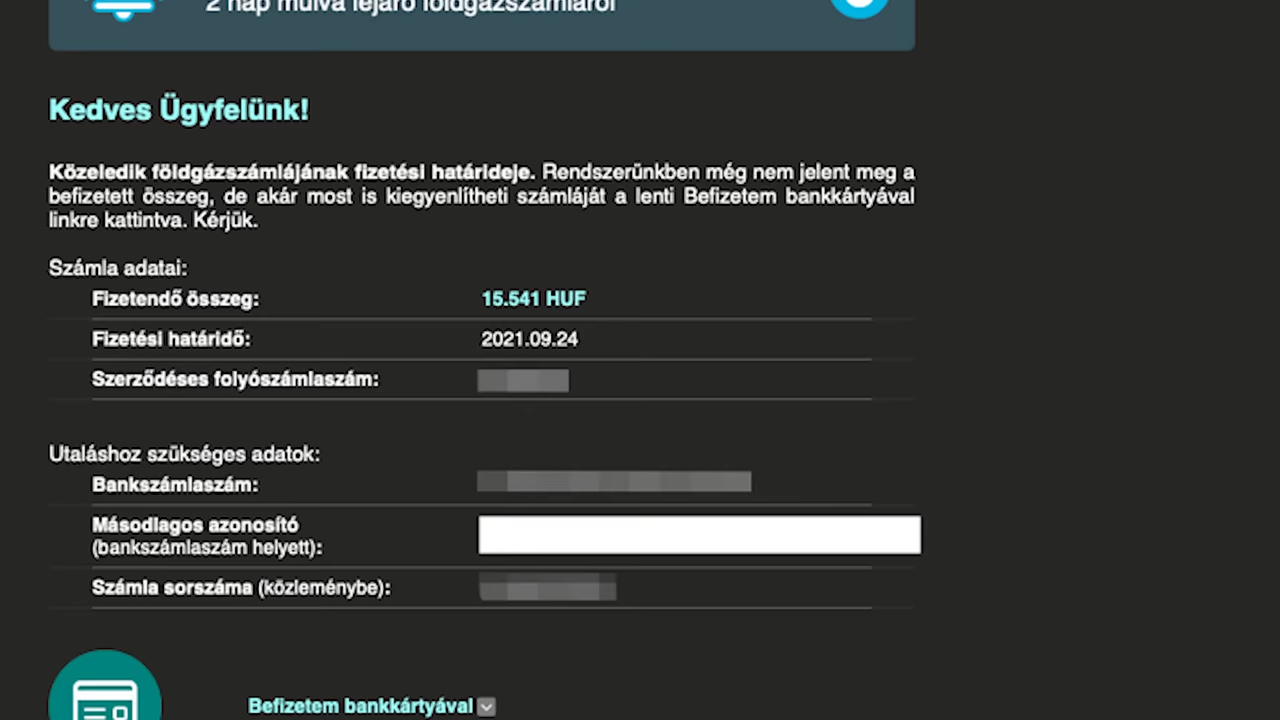 2 nap múlva lejáró földgázszámláról
Kedves Ügyfelünk!
Közeledik földgázszámlájának fizetési határideje. Rendszerünkben még nem jelent meg a
befizetett összeg, de akár most is kiegyenlítheti számláját a lenti Befizetem bankkártyával
linkre kattintva. Kérjük.
Számla adatai:
Fizetendő összeg: 15.541 HUF
Fizetési határidő: 2021.09.24
Szerződéses folyószámlaszám:
Utaláshoz szükséges adatok:
Bankszámlaszám:
Másodlagos azonosító
(bankszámlaszám helyett):
Számla sorszáma (közleménybe):
Befizetem bankkártyával